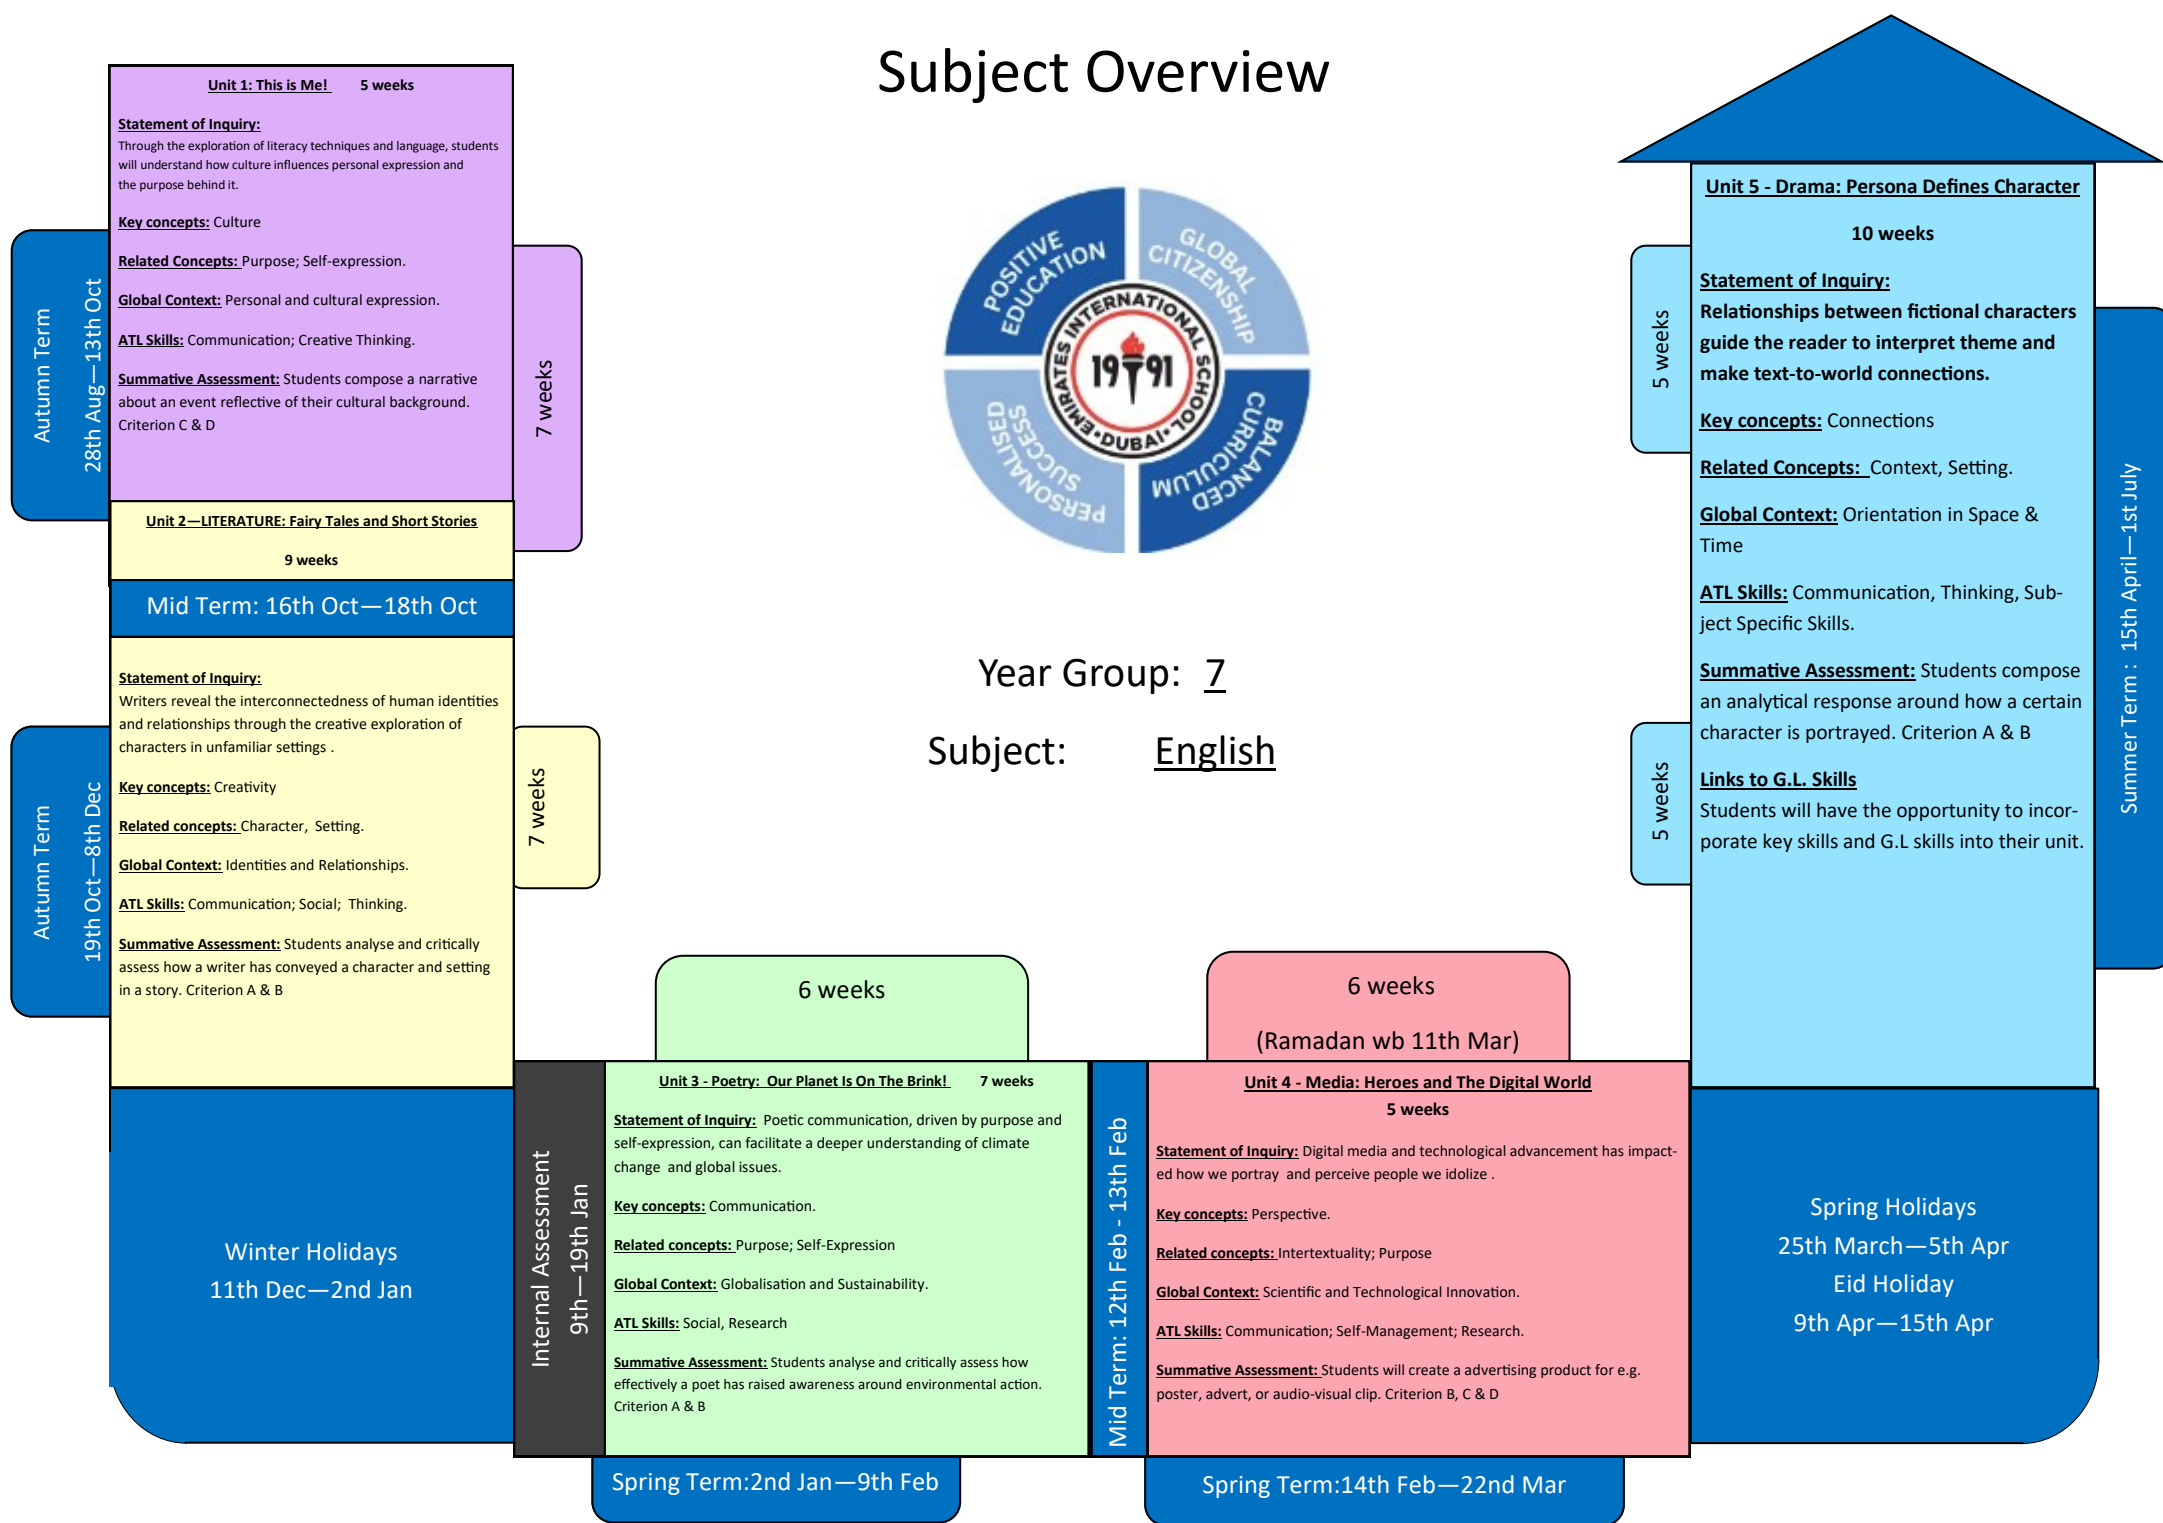 Subject Overview
Unit 1: This is Me! 5 weeks
Statement of Inquiry:
Through the exploration of literacy techniques and language, students
will understand how culture influences personal expression and
the purpose behind it.
Key concepts: Culture
Related Concepts: Purpose; Self-expression.
Global Context: Personal and cultural expression.
ATL Skills: Communication; Creative Thinking.
Summative Assessment: Students compose a narrative
about an event reflective of their cultural background.
Criterion C & D
Autumn Term
28th Aug—13th Oct
7 weeks
Unit 2—LITERATURE: Fairy Tales and Short Stories
9 weeks
Mid Term: 16th Oct—18th Oct
Statement of Inquiry:
Writers reveal the interconnectedness of human identities
and relationships through the creative exploration of
characters in unfamiliar settings .
Key concepts: Creativity
Related concepts: Character, Setting.
Global Context: Identities and Relationships.
ATL Skills: Communication; Social; Thinking.
Summative Assessment: Students analyse and critically
assess how a writer has conveyed a character and setting
in a story. Criterion A & B
Autumn Term
19th Oct—8th Dec
7 weeks
Winter Holidays
11th Dec—2nd Jan
POSITIVE
EDUCATION
GLOBAL
CITIZENSHIP
PERSONALISED
SUCCESS
BALANCED
CURRICULUM
EMIRATES INTERNATIONAL SCHOOL
•DUBAI•
1991
Year Group: 7
Subject: English
Internal Assessment
9th—19th Jan
6 weeks
Unit 3 - Poetry: Our Planet Is On The Brink! 7 weeks
Statement of Inquiry: Poetic communication, driven by purpose and
self-expression, can facilitate a deeper understanding of climate
change and global issues.
Key concepts: Communication.
Related concepts: Purpose; Self-Expression
Global Context: Globalisation and Sustainability.
ATL Skills: Social, Research
Summative Assessment: Students analyse and critically assess how
effectively a poet has raised awareness around environmental action.
Criterion A & B
Spring Term:2nd Jan—9th Feb
Mid Term: 12th Feb - 13th Feb
6 weeks
(Ramadan wb 11th Mar)
Unit 4 - Media: Heroes and The Digital World
5 weeks
Statement of Inquiry: Digital media and technological advancement has impact-
ed how we portray and perceive people we idolize .
Key concepts: Perspective.
Related concepts: Intertextuality; Purpose
Global Context: Scientific and Technological Innovation.
ATL Skills: Communication; Self-Management; Research.
Summative Assessment: Students will create a advertising product for e.g.
poster, advert, or audio-visual clip. Criterion B, C & D
Spring Term:14th Feb—22nd Mar
Spring Holidays
25th March—5th Apr
Eid Holiday
9th Apr—15th Apr
Unit 5 - Drama: Persona Defines Character
10 weeks
Statement of Inquiry:
Relationships between fictional characters
guide the reader to interpret theme and
make text-to-world connections.
Key concepts: Connections
Related Concepts: Context, Setting.
Global Context: Orientation in Space &
Time
ATL Skills: Communication, Thinking, Sub-
ject Specific Skills.
Summative Assessment: Students compose
an analytical response around how a certain
character is portrayed. Criterion A & B
Links to G.L. Skills
Students will have the opportunity to incor-
porate key skills and G.L skills into their unit.
5 weeks
5 weeks
Summer Term : 15th April—1st July